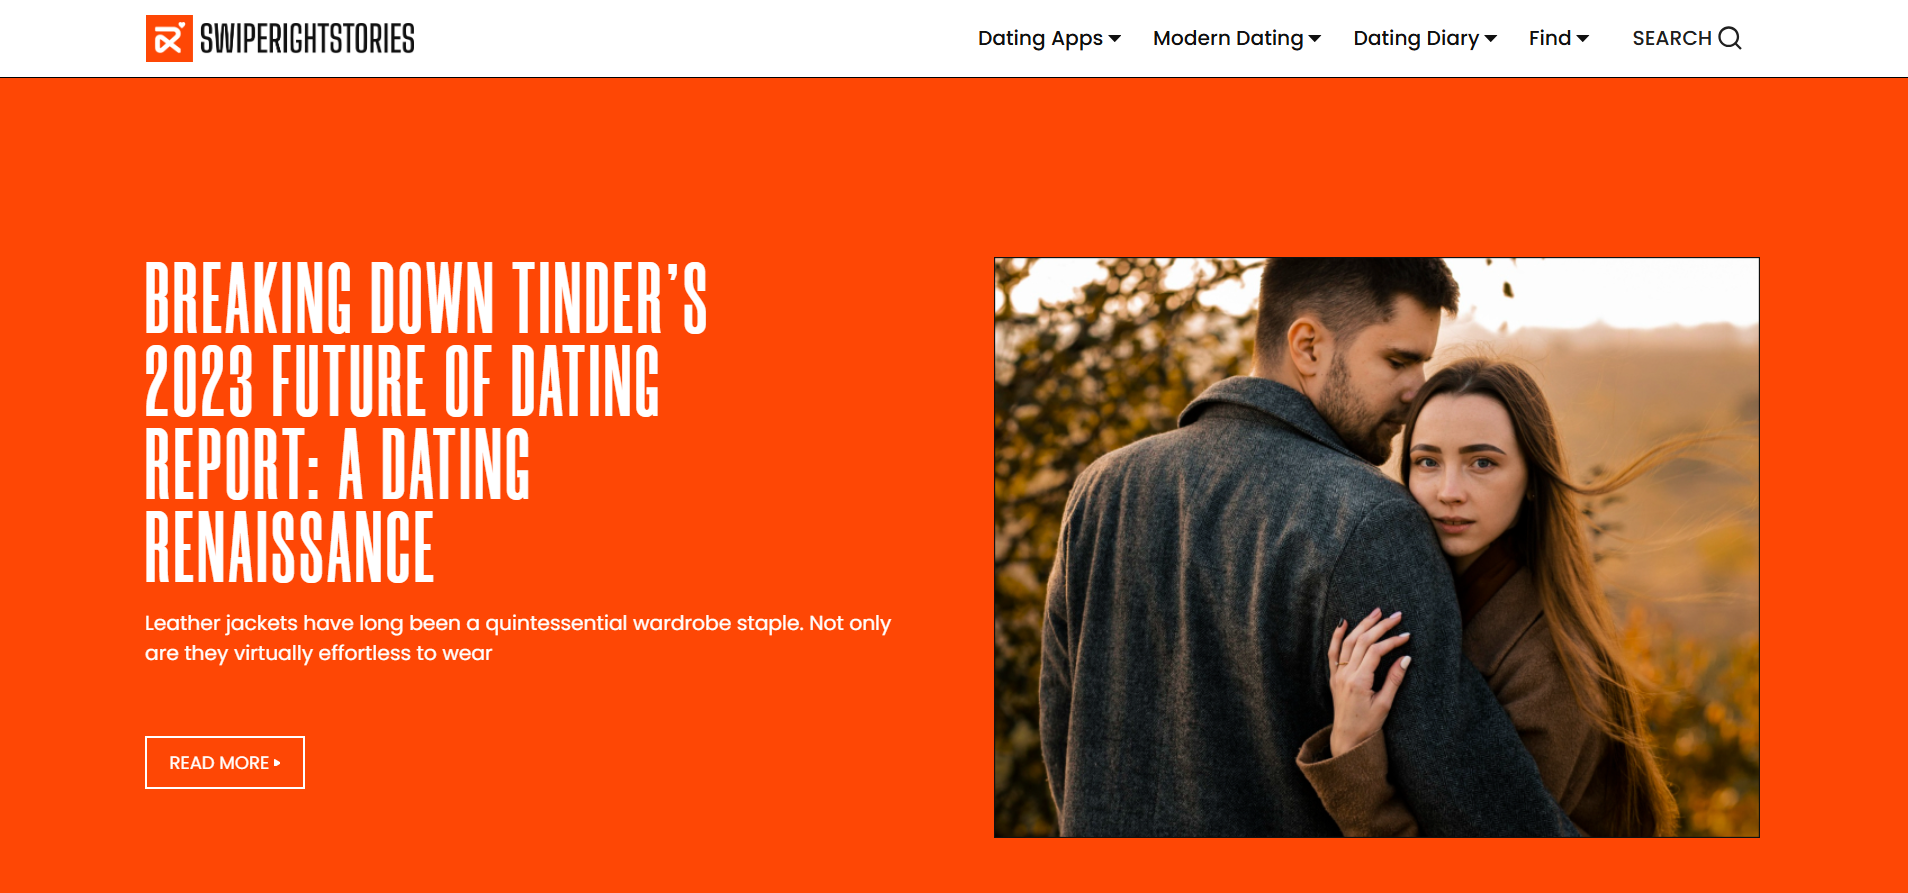 SWIPERIGHTSTORIES
Dating Apps
Modern Dating
Dating Diary
Find
SEARCH
BREAKING DOWN TINDER’S
2023 FUTURE OF DATING
REPORT: A DATING
RENAISSANCE
Leather jackets have long been a quintessential wardrobe staple. Not only
are they virtually effortless to wear
READ MORE